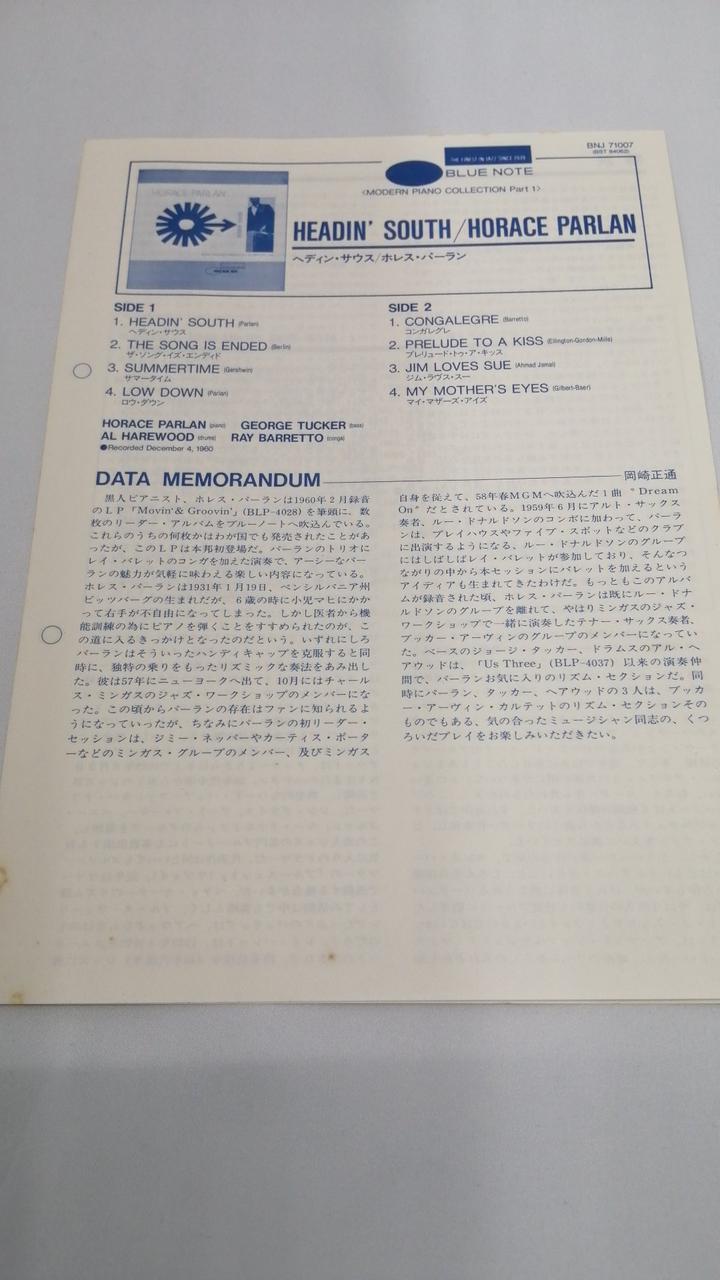 BNJ 71007
(BST 84062)
THE FINEST IN JAZZ SINCE 1939
BLUE NOTE
〈MODERN PIANO COLLECTION Part 1〉
HORACE PARLAN
HEADIN' SOUTH/HORACE PARLAN
ヘディン・サウス/ホレス・パーラン
SIDE 1
1. HEADIN' SOUTH (Parlan)
ヘディン・サウス
2. THE SONG IS ENDED (Berlin)
ザ・ソング・イズ・エンディド
3. SUMMERTIME (Gershwin)
サマータイム
4. LOW DOWN (Parlan)
ロウ・ダウン
SIDE 2
1. CONGALEGRE (Barretto)
コンガレグレ
2. PRELUDE TO A KISS (Ellington-Gordon-Mills)
プレリュード・トゥ・ア・キッス
3. JIM LOVES SUE (Ahmad Jamal)
ジム・ラヴス・スー
4. MY MOTHER'S EYES (Gilbert-Baer)
マイ・マザーズ・アイズ
HORACE PARLAN (piano) GEORGE TUCKER (bass)
AL HAREWOOD (drums) RAY BARRETTO (conga)
●Recorded December 4, 1960
DATA MEMORANDUM
岡崎正通
黒人ピアニスト、ホレス・パーランは1960年2月録音
のLP「Movin'& Groovin'」(BLP-4028)を筆頭に、数
枚のリーダー・アルバムをブルーノートへ吹込んでいる。
これらのうちの何枚かはわが国でも発売されたことがあ
ったが、このLPは本邦初登場だ。パーランのトリオに
レイ・バレットのコンガを加えた演奏で、アーシーなパー
ランの魅力が気軽に味わえる楽しい内容になっている。
ホレス・パーランは1931年1月19日、ペンシルバニア州
ピッツバーグの生まれだが、6歳の時に小児マヒにかか
って右手が不自由になってしまった。しかし医者から機
能訓練の為にピアノを弾くことをすすめられたのが、こ
の道に入るきっかけとなったのだという。いずれにしろ
パーランはそういったハンディキャップを克服すると同
時に、独特の乗りをもったリズミックな奏法をあみ出し
た。彼は57年にニューヨークへ出て、10月にはチャール
ス・ミンガスのジャズ・ワークショップのメンバーにな
った。この頃からパーランの存在はファンに知られるよ
うになっていったが、ちなみにパーランの初リーダー・
セッションは、ジミー・ネッパーやカーティス・ポータ
ーなどのミンガス・グループのメンバー、及びミンガス
自身を従えて、58年春MGMへ吹込んだ1曲 "Dream
On" だとされている。1959年6月にアルト・サックス
奏者、ルー・ドナルドソンのコンボに加わって、パーラ
ンは、プレイハウスやファイブ・スポットなどのクラブ
に出演するようになる、ルー・ドナルドソンのグループ
にはしばしばレイ・バレットが参加しており、そんなつ
ながりの中から本セッションにバレットを加えるという
アイディアも生まれてきたわけだ。もっともこのアルバ
ムが録音された頃、ホレス・パーランは既にルー・ドナ
ルドソンのグループを離れて、やはりミンガスのジャズ・
ワークショップで一緒に演奏したテナー・サックス奏者、
ブッカー・アーヴィンのグループのメンバーになってい
た。ベースのジョージ・タッカー、ドラムスのアル・ヘ
アウッドは、「Us Three」(BLP-4037) 以来の演奏仲
間で、パーランお気に入りのリズム・セクションだ。同
時にパーラン、タッカー、ヘアウッドの3人は、ブッカ
ー・アーヴィン・カルテットのリズム・セクションその
ものでもある、気の合ったミュージシャン同志の、くつ
ろいだプレイをお楽しみいただきたい。